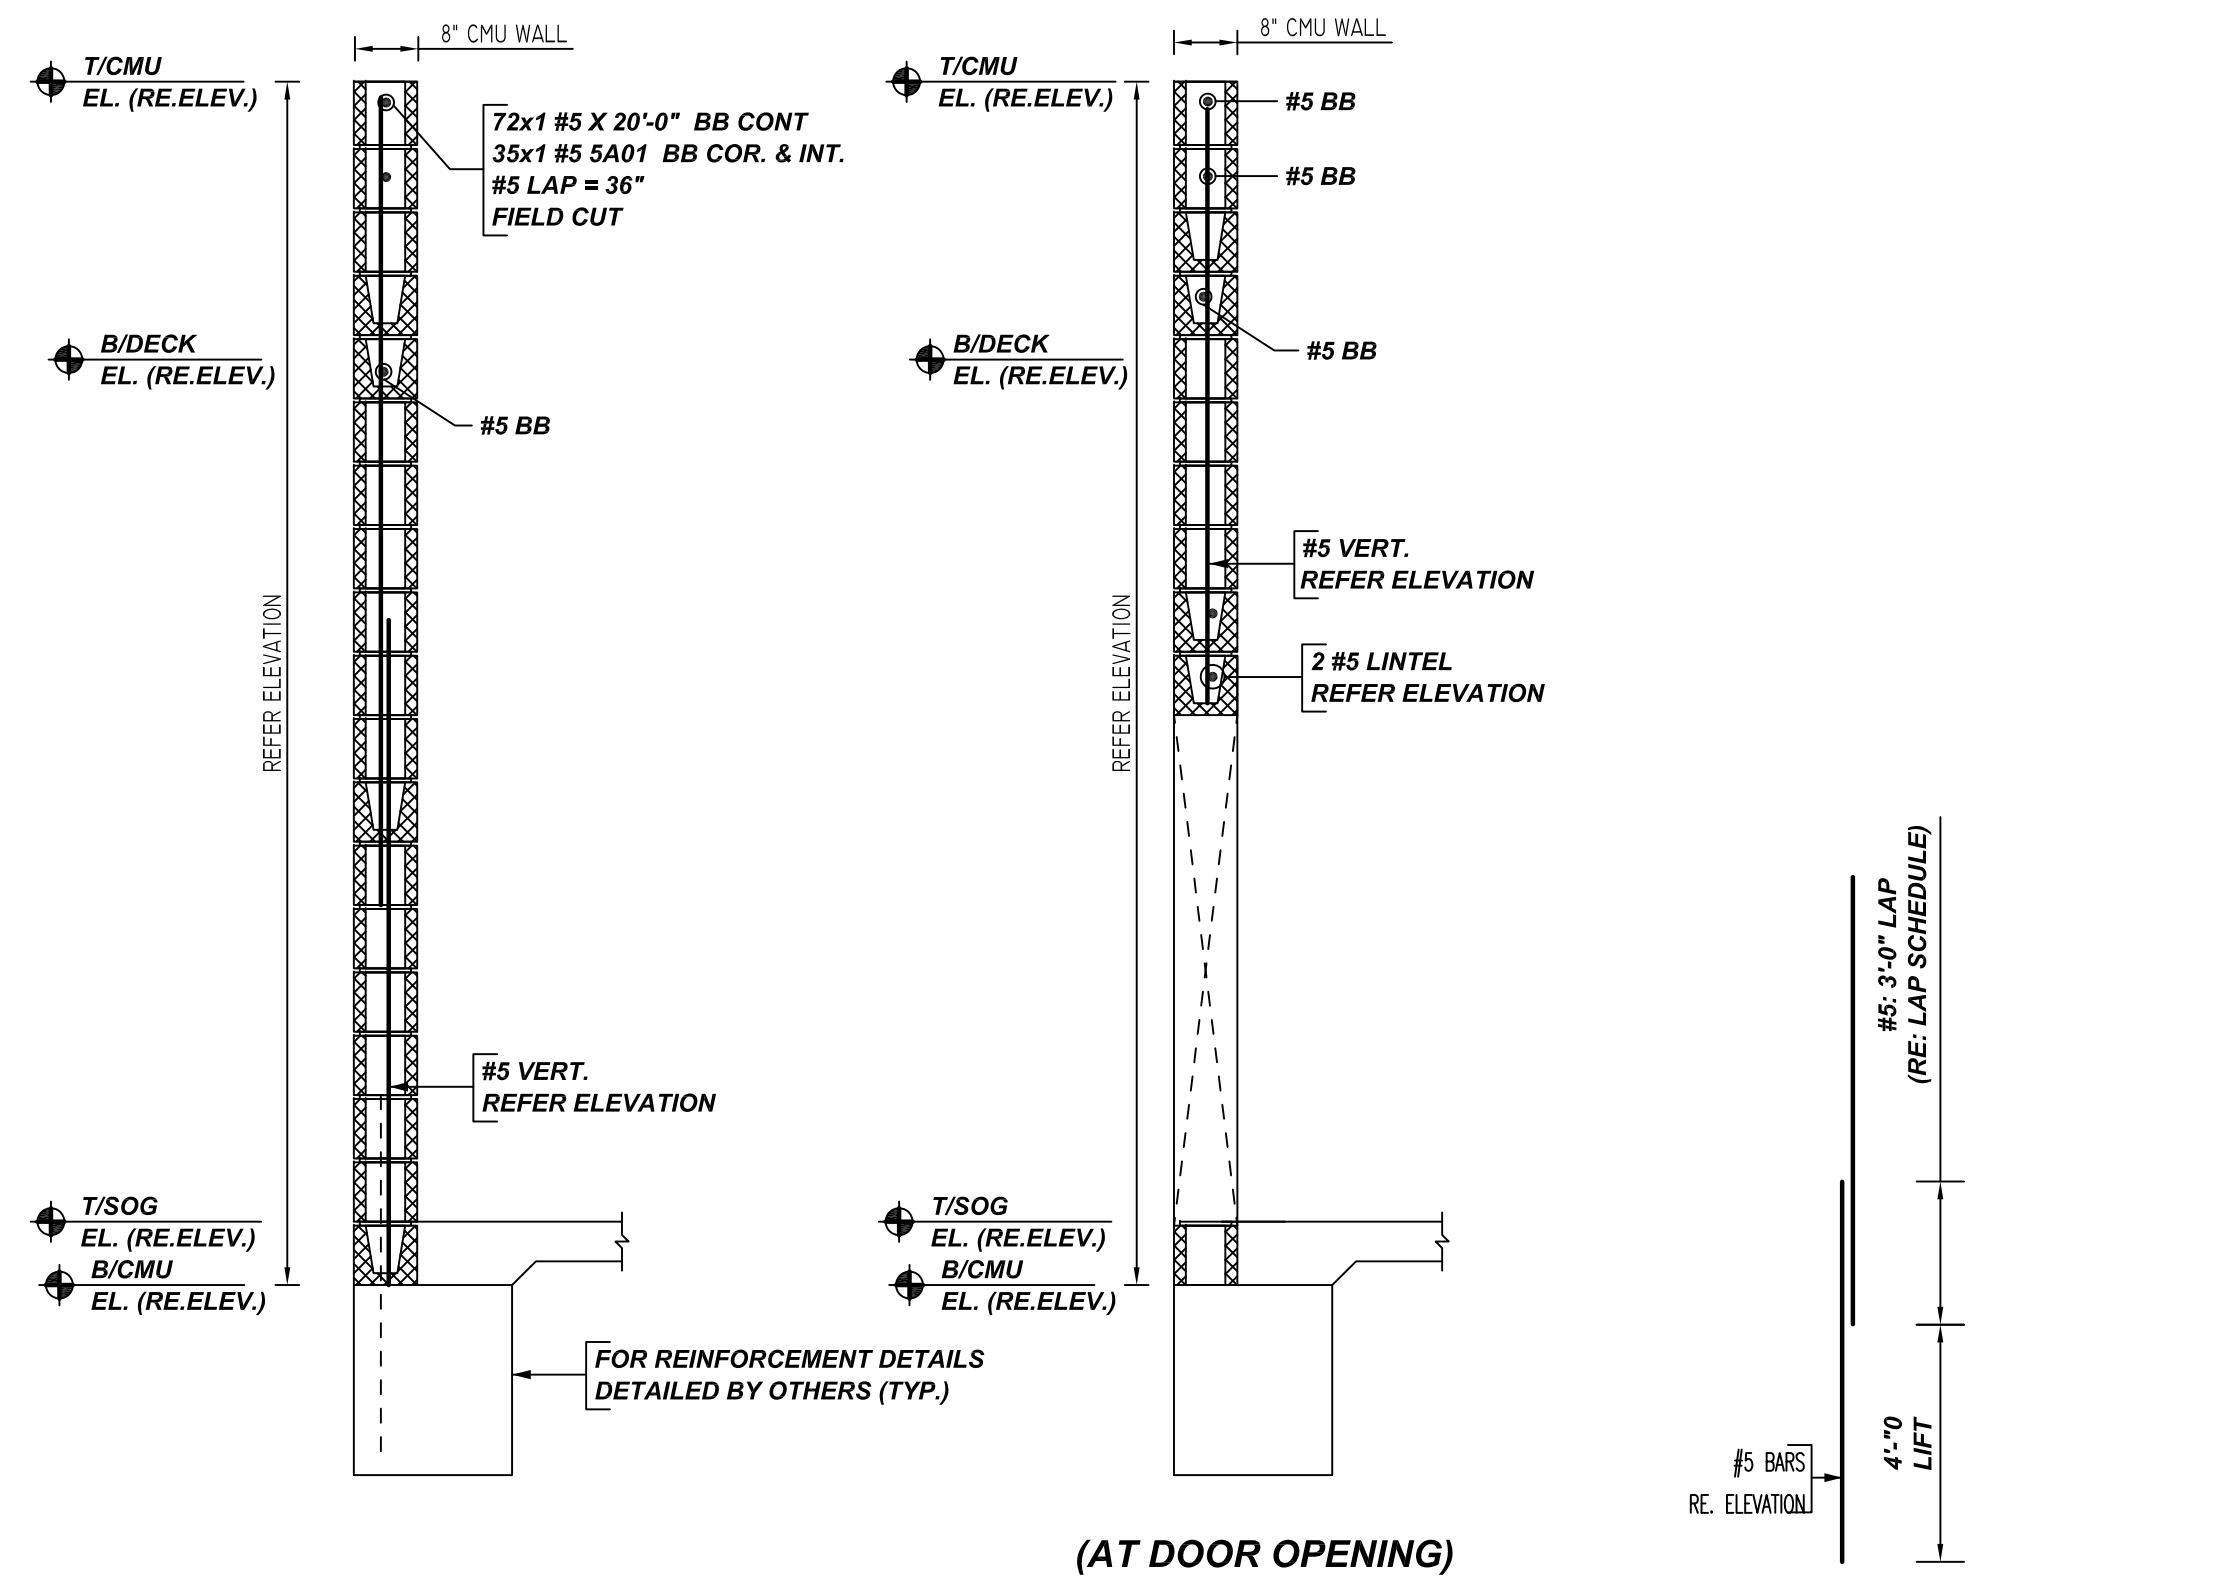 8" CMU WALL
T/CMU
EL. (RE.ELEV.)
72x1 #5 X 20'-0" BB CONT
35x1 #5 5A01 BB COR. & INT.
#5 LAP = 36"
FIELD CUT
B/DECK
EL. (RE.ELEV.)
#5 BB
REFER ELEVATION
#5 VERT.
REFER ELEVATION
T/SOG
EL. (RE.ELEV.)
B/CMU
EL. (RE.ELEV.)
FOR REINFORCEMENT DETAILS
DETAILED BY OTHERS (TYP.)
8" CMU WALL
T/CMU
EL. (RE.ELEV.)
#5 BB
#5 BB
B/DECK
EL. (RE.ELEV.)
#5 BB
REFER ELEVATION
#5 VERT.
REFER ELEVATION
2 #5 LINTEL
REFER ELEVATION
T/SOG
EL. (RE.ELEV.)
B/CMU
EL. (RE.ELEV.)
(AT DOOR OPENING)
#5: 3'-0" LAP
(RE: LAP SCHEDULE)
4'-"0
LIFT
#5 BARS
RE. ELEVATION